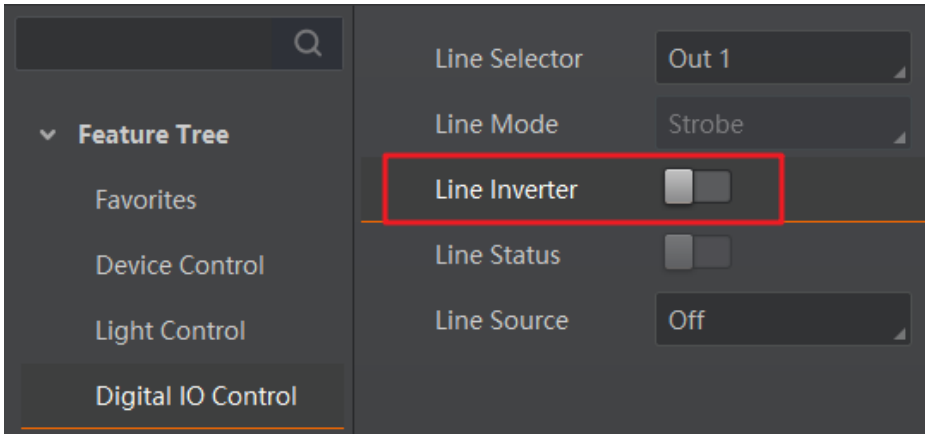 Feature Tree
Favorites
Device Control
Light Control
Digital IO Control
Line Selector Out 1
Line Mode Strobe
Line Inverter
Line Status
Line Source Off